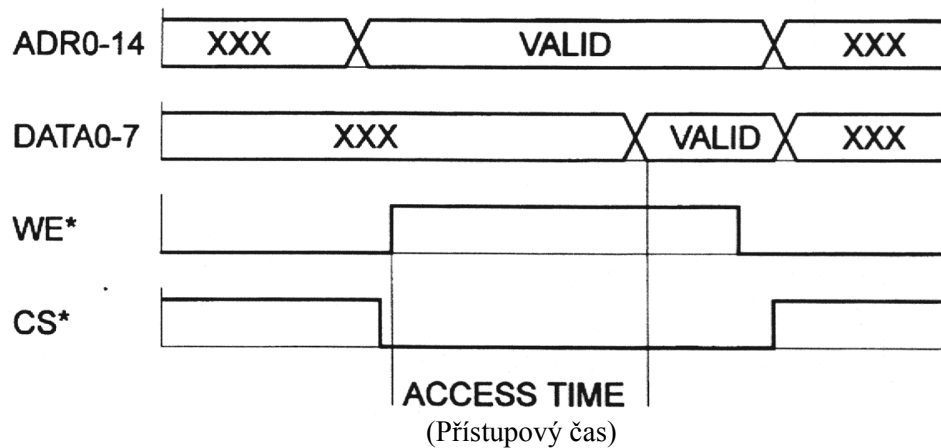 ADR0-14 XXX VALID XXX
DATA0-7 XXX VALID XXX
WE*
CS*
ACCESS TIME
(Přístupový čas)